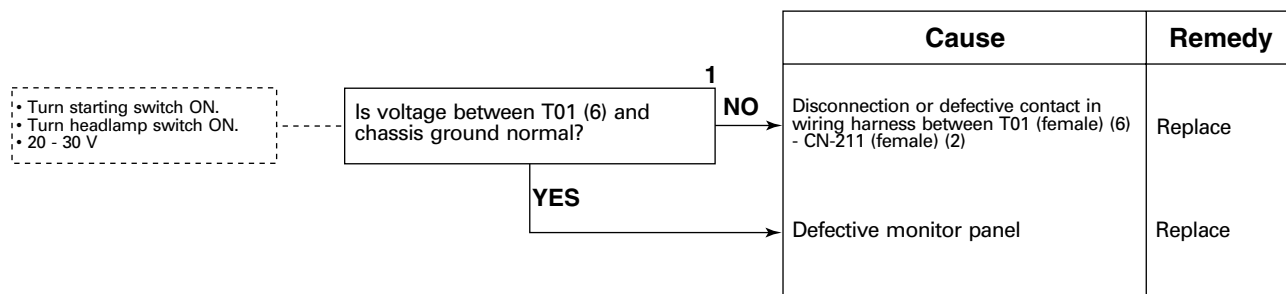 Cause
Remedy
1
• Turn starting switch ON.
• Turn headlamp switch ON.
• 20 - 30 V
Is voltage between T01 (6) and
chassis ground normal?
NO
Disconnection or defective contact in
wiring harness between T01 (female) (6)
- CN-211 (female) (2)
Replace
YES
Defective monitor panel
Replace